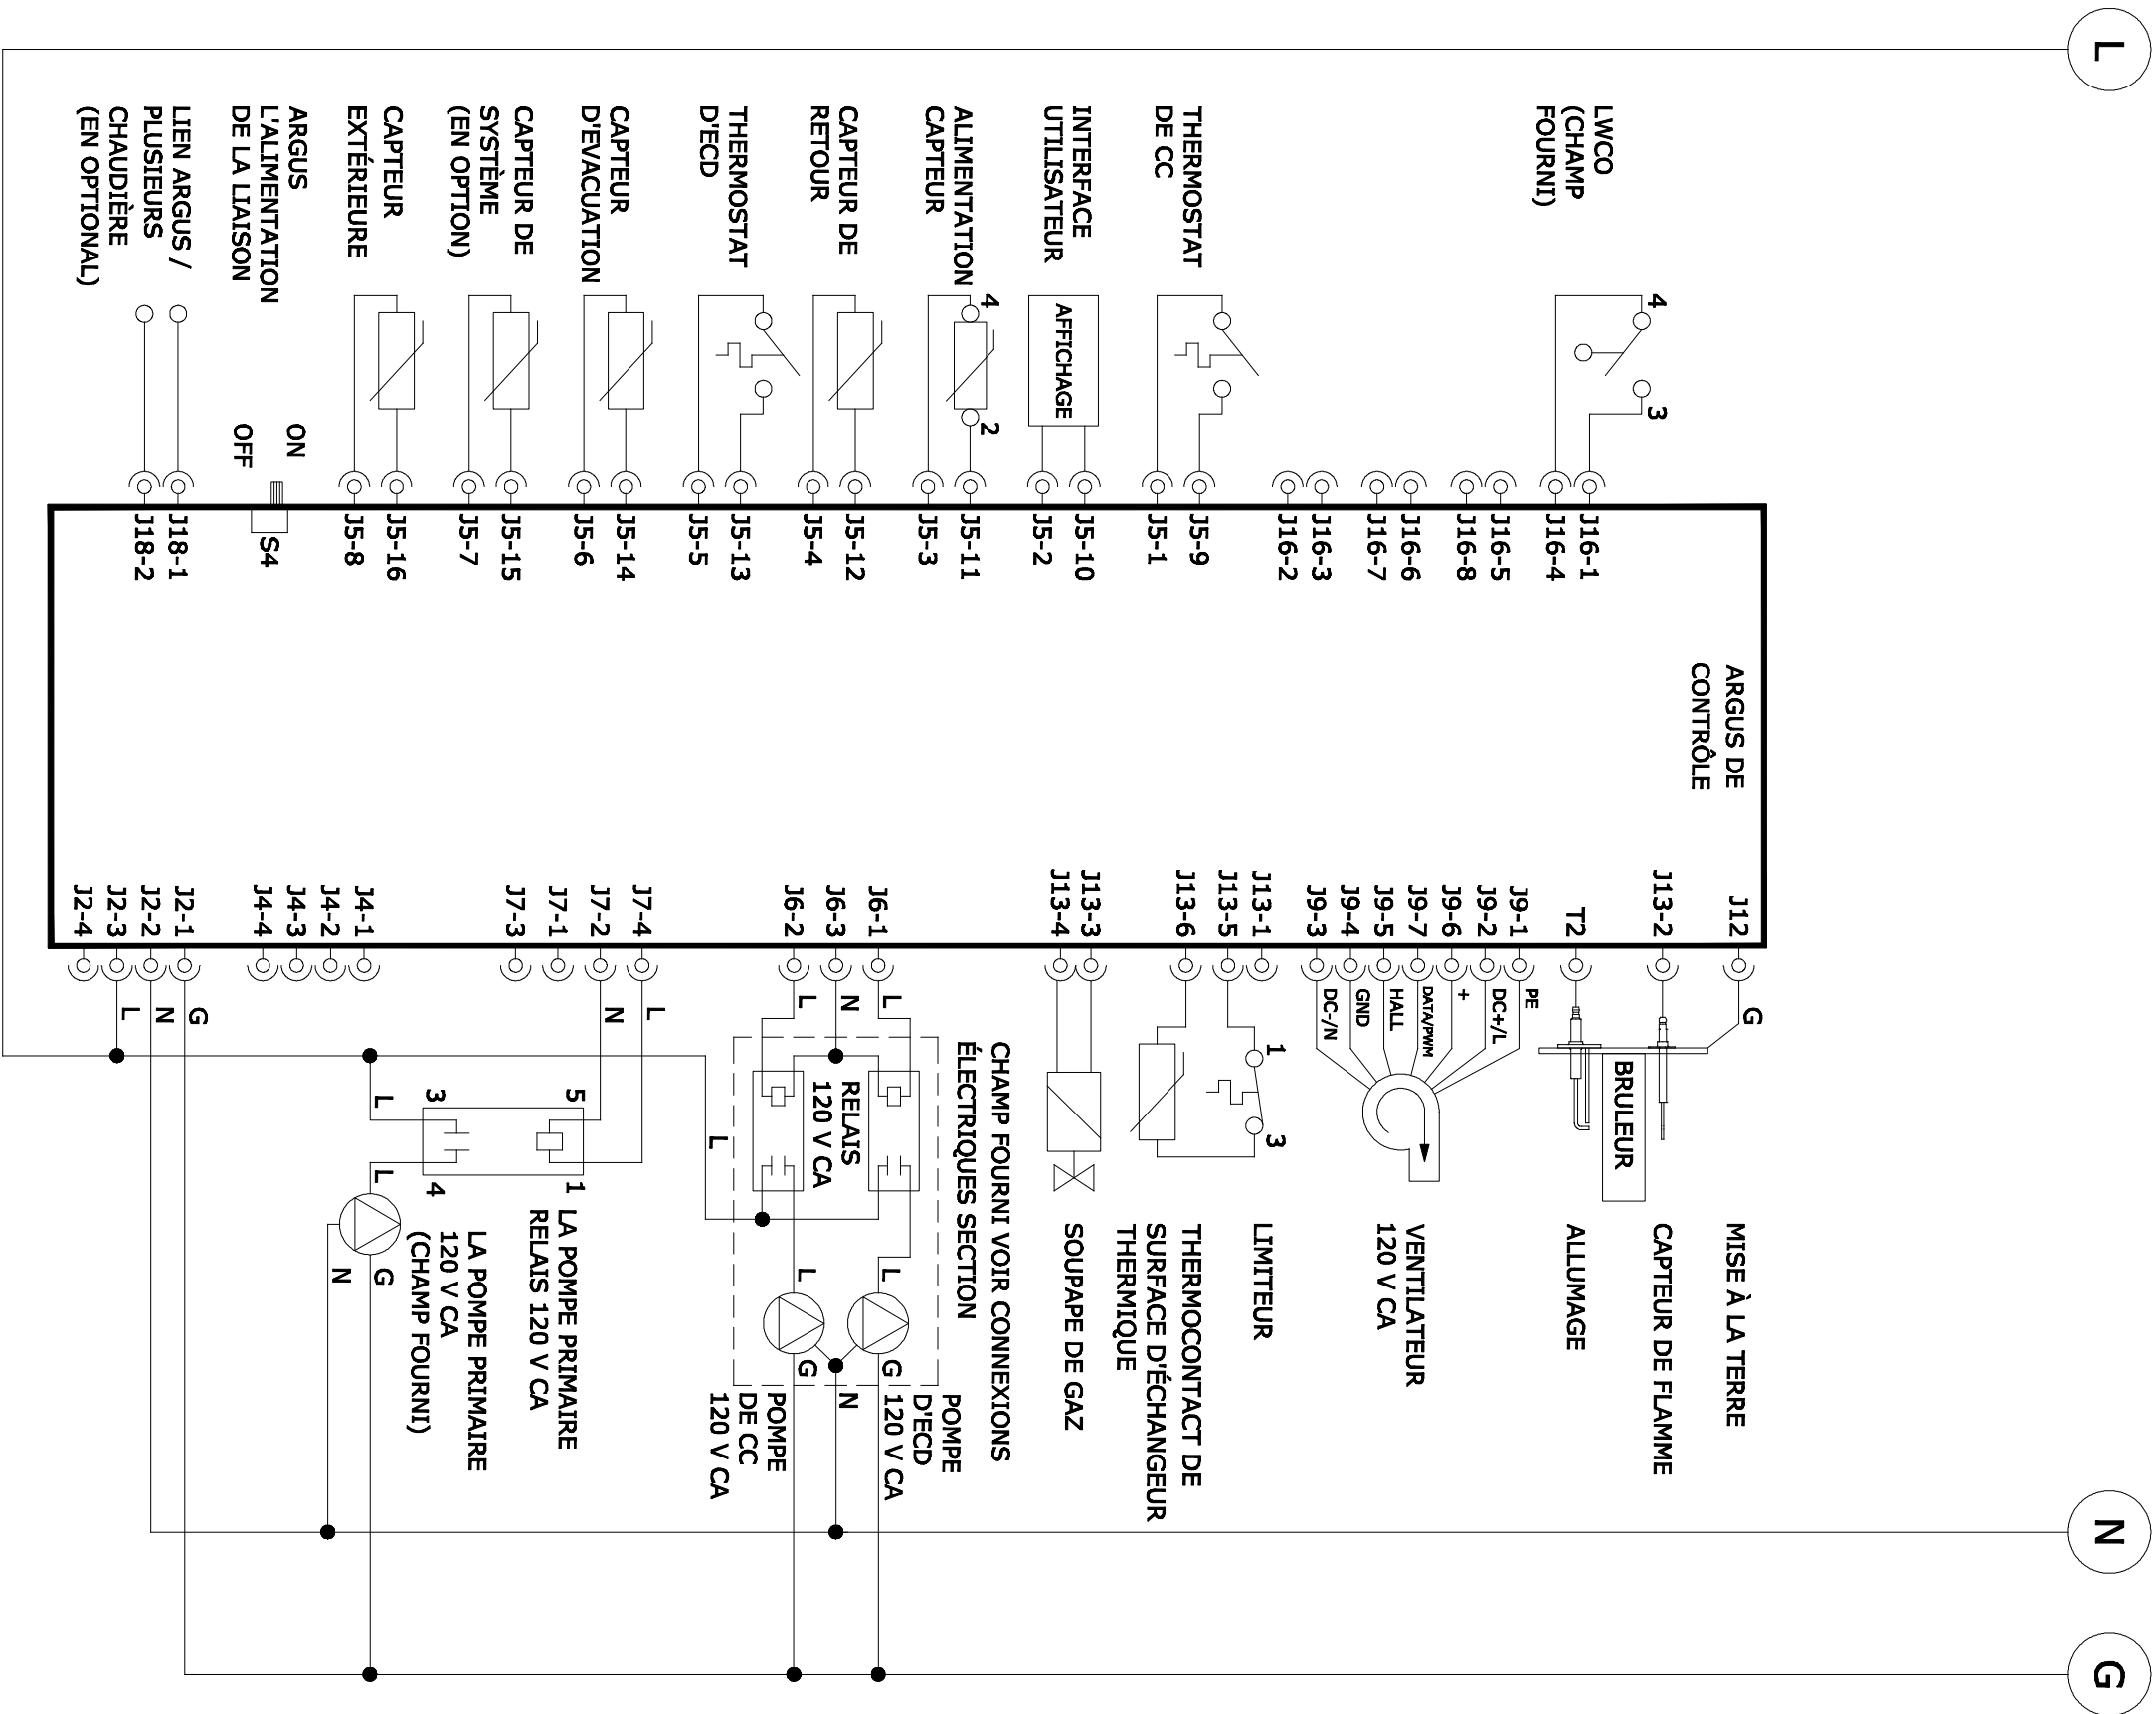 L
N
G
LWCO
(CHAMP
FOURNI)
4
3
J16-1
J16-4
J16-5
J16-8
J16-6
J16-7
J16-3
J16-2
THERMOSTAT
DE CC
J5-9
J5-1
INTERFACE
UTILISATEUR
AFFICHAGE
J5-10
J5-2
ALIMENTATION
CAPTEUR
4
2
J5-11
J5-3
CAPTEUR DE
RETOUR
J5-12
J5-4
THERMOSTAT
D'ECD
J5-13
J5-5
CAPTEUR
D'EVACUATION
J5-14
J5-6
CAPTEUR DE
SYSTÈME
(EN OPTION)
J5-15
J5-7
CAPTEUR
EXTÉRIEURE
J5-16
J5-8
ARGUS
L'ALIMENTATION
DE LA LIAISON
ON
OFF
S4
LIEN ARGUS /
PLUSIEURS
CHAUDIÈRE
(EN OPTIONAL)
J18-1
J18-2
ARGUS DE
CONTRÔLE
J12
G
MISE À LA TERRE
J13-2
CAPTEUR DE FLAMME
BRULEUR
T2
ALLUMAGE
J9-1
J9-2
J9-6
J9-7
J9-5
J9-4
J9-3
PE
DC+/L
+
DATA/PWM
HALL
GND
DC-/N
VENTILATEUR
120 V CA
J13-1
J13-5
J13-6
1
3
LIMITEUR
THERMOCONTACT DE
SURFACE D'ÉCHANGEUR
THERMIQUE
J13-3
J13-4
SOUPAPE DE GAZ
CHAMP FOURNI VOIR CONNEXIONS
ÉLECTRIQUES SECTION
J6-1
J6-3
J6-2
L
N
L
RELAIS
120 V CA
L
L
L
G
G
N
POMPE
D'ECD
120 V CA
POMPE
DE CC
120 V CA
J7-4
J7-2
J7-1
J7-3
L
N
5
3
1
4
L
L
LA POMPE PRIMAIRE
RELAIS 120 V CA
LA POMPE PRIMAIRE
120 V CA
(CHAMP FOURNI)
G
N
J4-1
J4-2
J4-3
J4-4
J2-1
J2-2
J2-3
J2-4
G
N
L